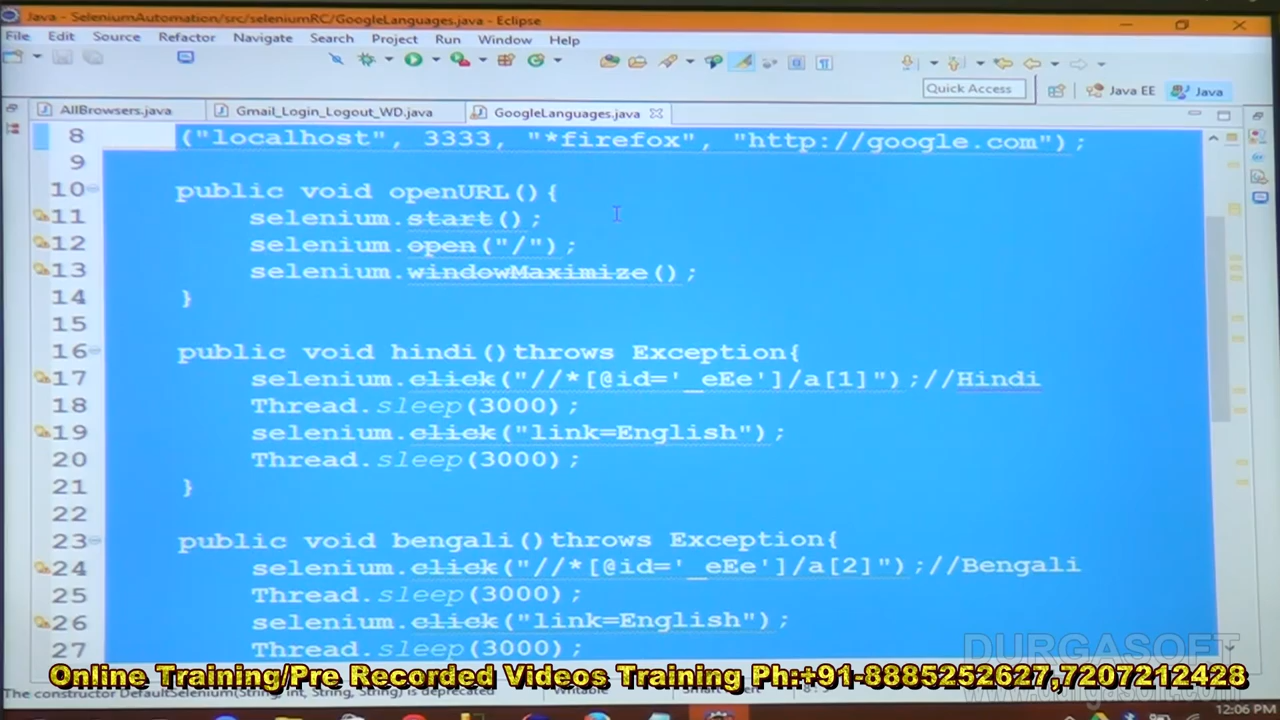 Java - SeleniumAutomation/src/seleniumRC/GoogleLanguages.java - Eclipse
File Edit Source Refactor Navigate Search Project Run Window Help
Quick Access Java EE Java
AllBrowsers.java Gmail_Login_Logout_WD.java GoogleLanguages.java
8 ("localhost", 3333, "*firefox", "http://google.com");
9
10 public void openURL(){
11 selenium.start();
12 selenium.open("/");
13 selenium.windowMaximize();
14 }
15
16 public void hindi()throws Exception{
17 selenium.click("//*[@id='_eEe']/a[1]");//Hindi
18 Thread.sleep(3000);
19 selenium.click("link=English");
20 Thread.sleep(3000);
21 }
22
23 public void bengali()throws Exception{
24 selenium.click("//*[@id='_eEe']/a[2]");//Bengali
25 Thread.sleep(3000);
26 selenium.click("link=English");
27 Thread.sleep(3000);
DURGASOFT
Online Training/Pre Recorded Videos Training Ph:+91-8885252627,7207212428
The constructor DefaultSelenium(String, int, String, String) is deprecated Writable Smart Insert
12:06 PM